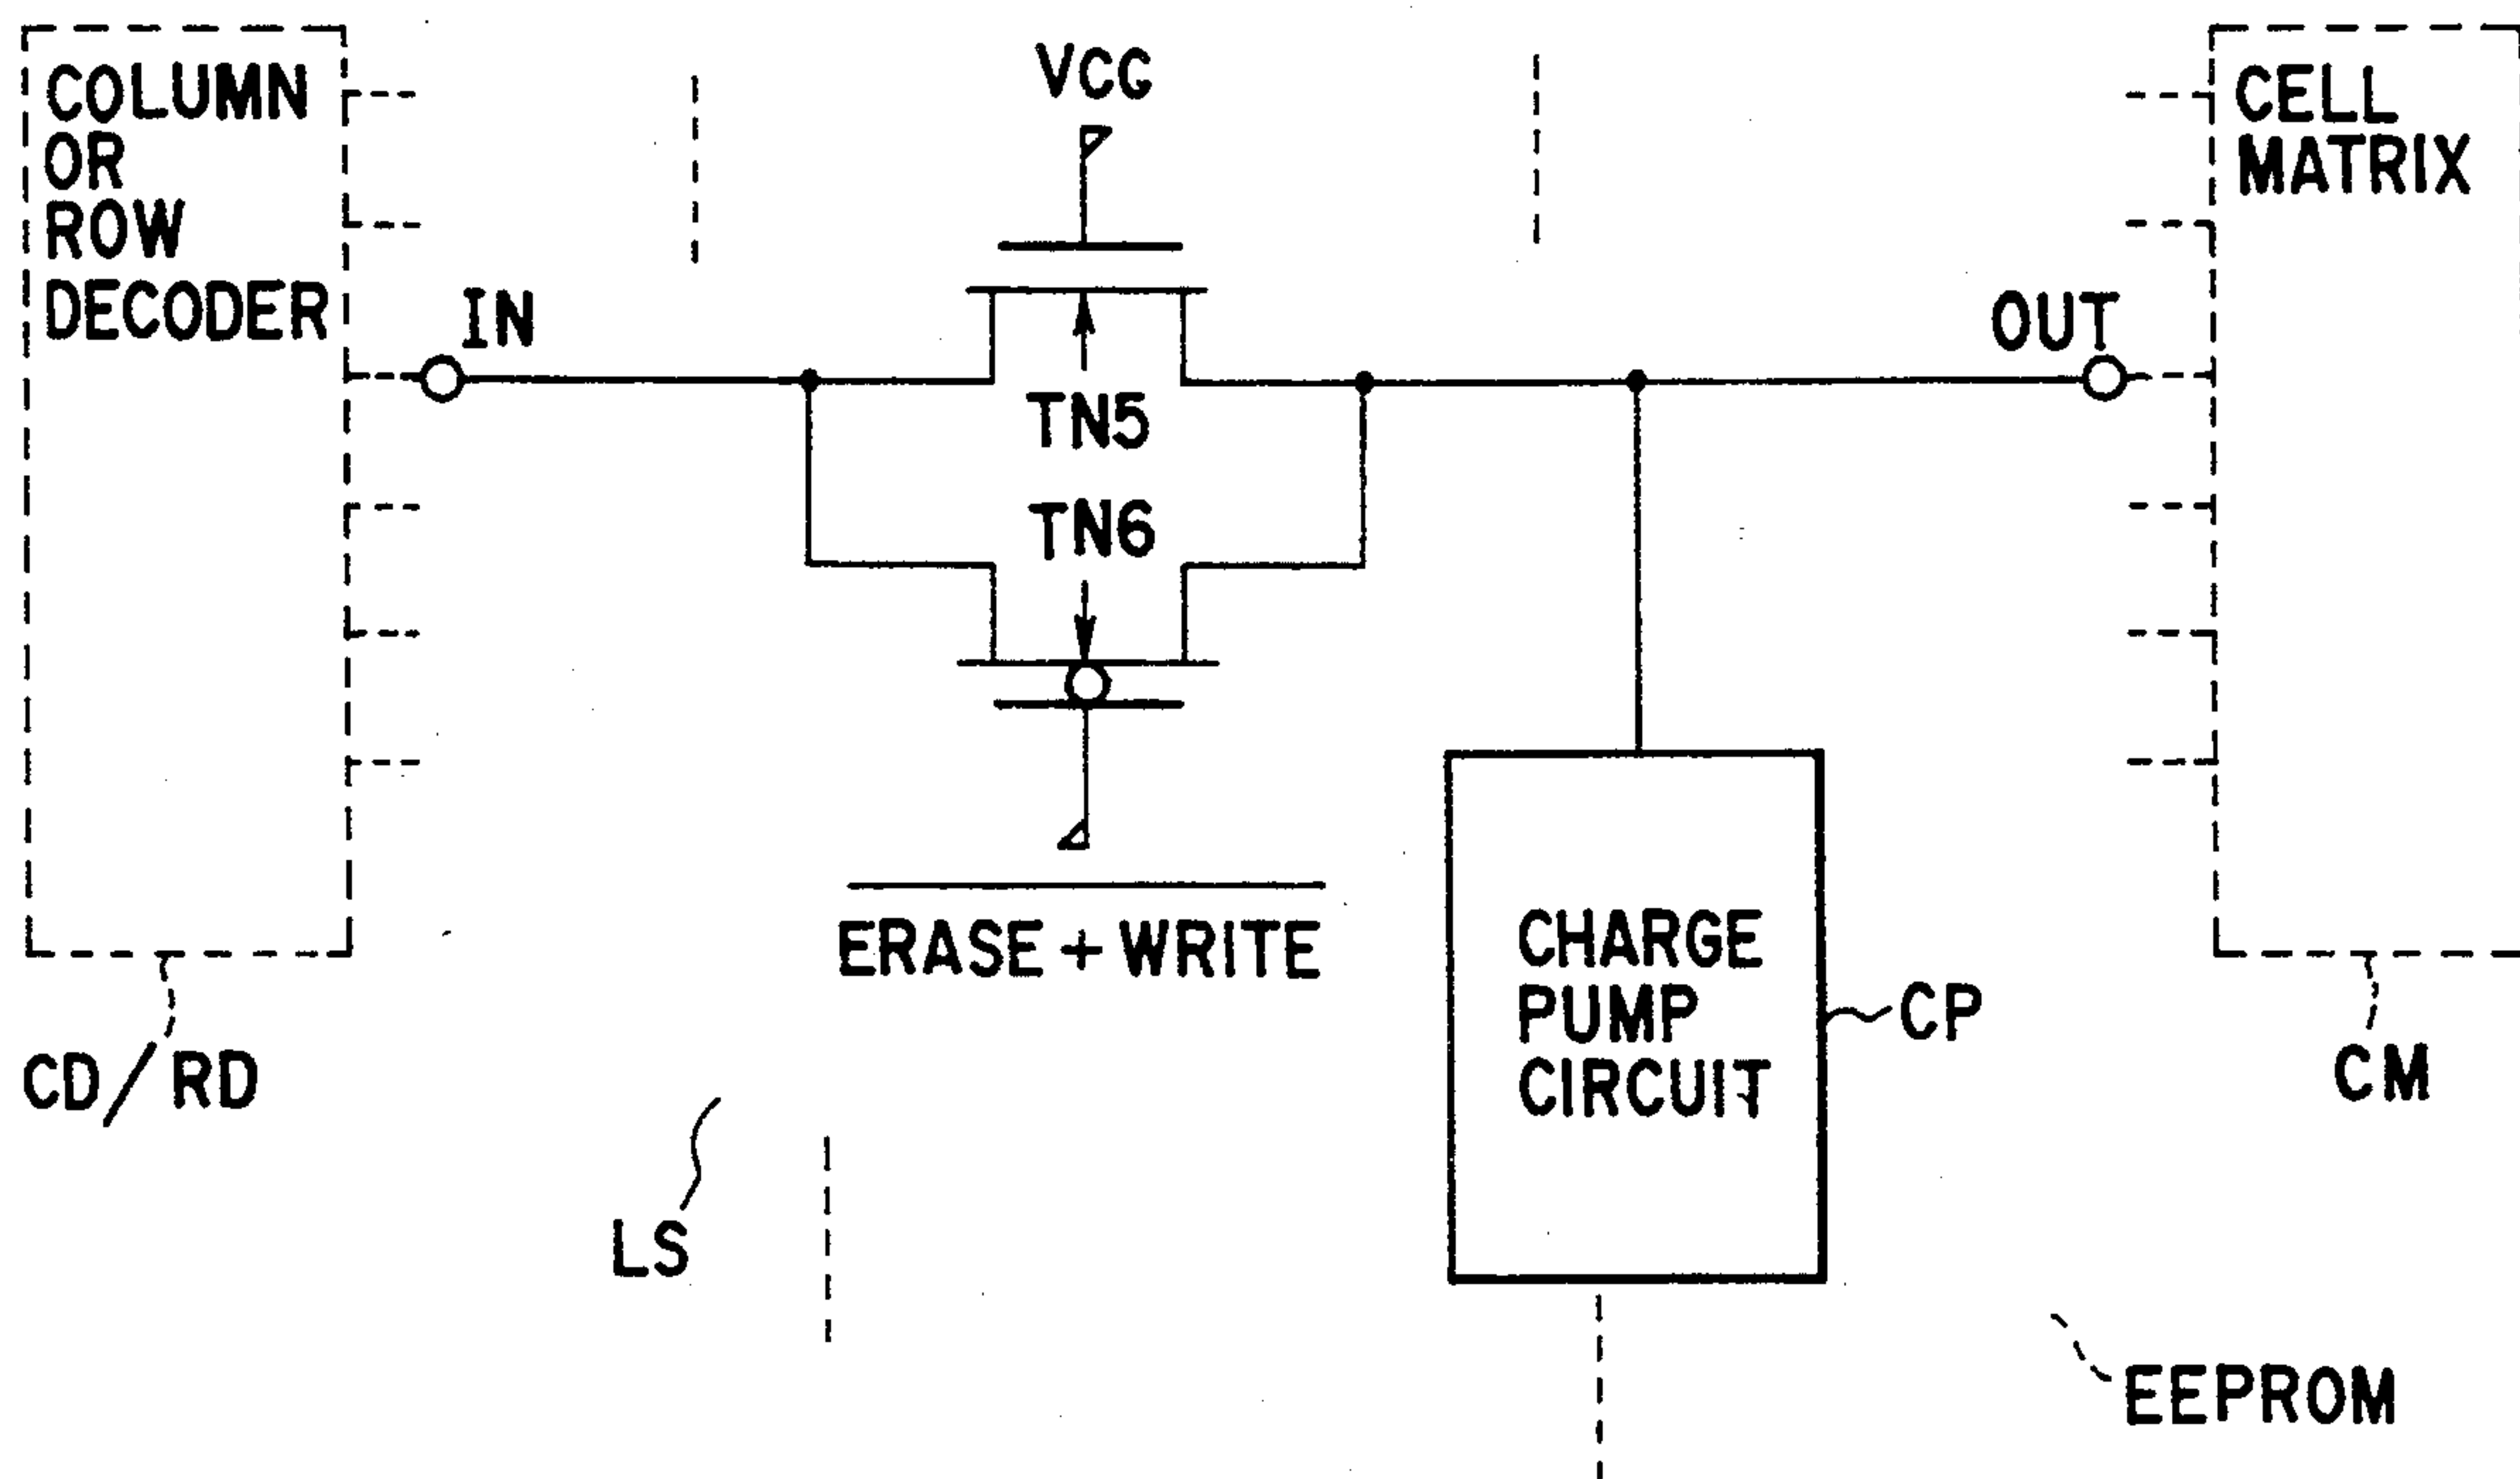 COLUMN
OR
ROW
DECODER
VCC
CELL
MATRIX
IN
OUT
TN5
TN6
ERASE + WRITE
CHARGE
PUMP
CIRCUIT
CP
CD/RD
CM
LS
EEPROM